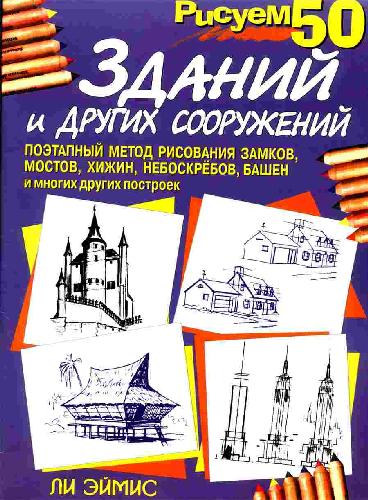 Рисуем 50
Зданий
и других сооружений
ПОЭТАПНЫЙ МЕТОД РИСОВАНИЯ ЗАМКОВ,
МОСТОВ, ХИЖИН, НЕБОСКРЁБОВ, БАШЕН
и многих других построек
ЛИ ЭЙМИС